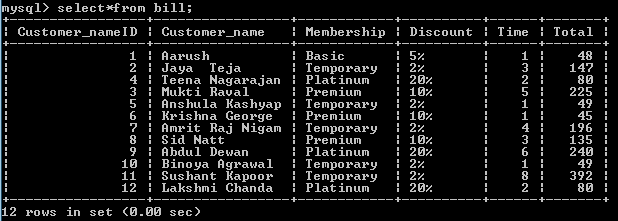 mysql> select*from bill;
Customer_nameID | Customer_name | Membership | Discount | Time | Total
1 | Aarush | Basic | 5% | 1 | 48
2 | Jaya  Teja | Temporary | 2% | 3 | 147
4 | Teena Nagarajan | Platinum | 20% | 2 | 80
3 | Mukti Raval | Premium | 10% | 5 | 225
5 | Anshula Kashyap | Temporary | 2% | 1 | 49
6 | Krishna George | Premium | 10% | 1 | 45
7 | Amrit Raj Nigam | Temporary | 2% | 4 | 196
8 | Sid Natt | Premium | 10% | 3 | 135
9 | Abdul Dewan | Platinum | 20% | 6 | 240
10 | Binoya Agrawal | Temporary | 2% | 1 | 49
11 | Sushant Kapoor | Temporary | 2% | 8 | 392
12 | Lakshmi Chanda | Platinum | 20% | 2 | 80
12 rows in set (0.00 sec)